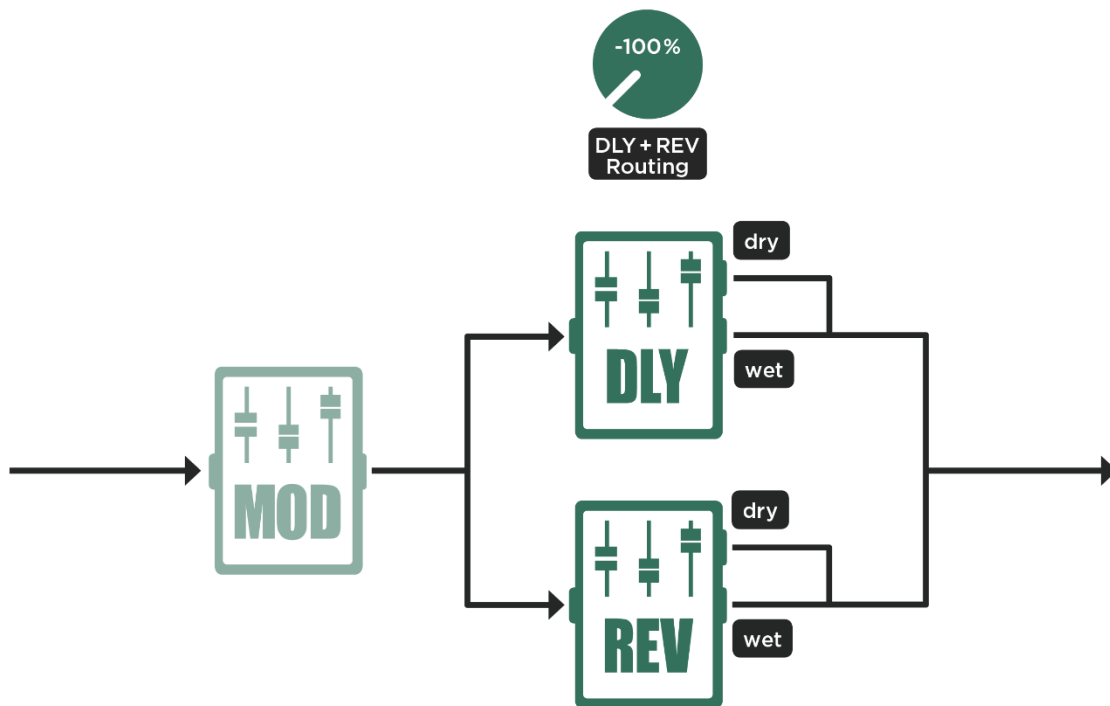 -100%
DLY + REV
Routing
dry
DLY
wet
MOD
dry
REV
wet